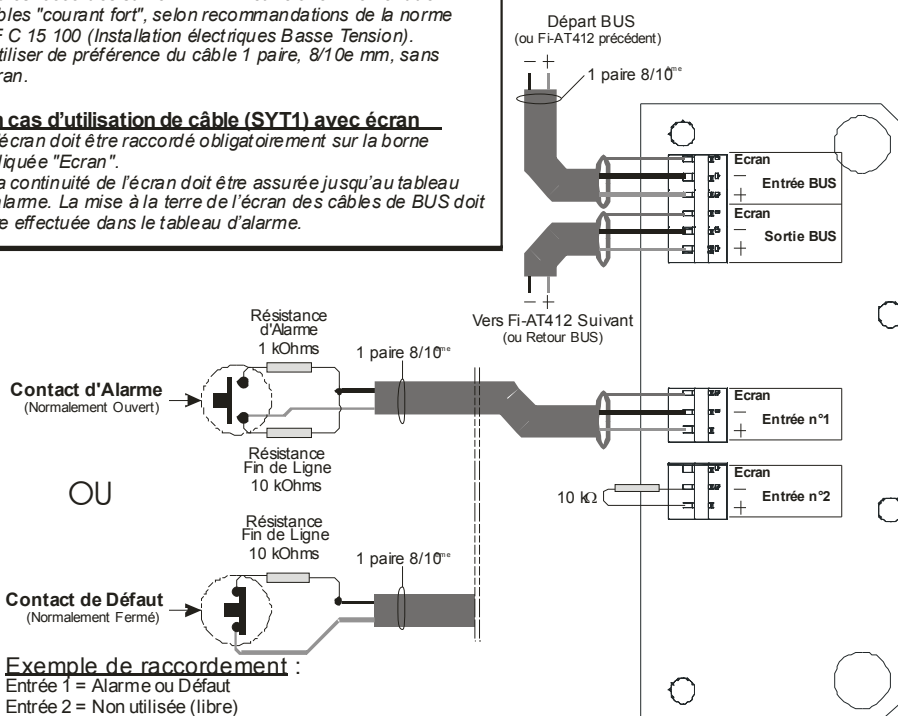 bles "courant fort", selon recommandations de la norme
F C 15 100 (Installation électriques Basse Tension).
tiliser de préférence du câble 1 paire, 8/10e mm, sans
ran.
n cas d'utilisation de câble (SYT1) avec écran
'écran doit être raccordé obligatoirement sur la borne
liquée "Ecran".
a continuité de l'écran doit être assurée jusqu'au tableau
alarme. La mise à la terre de l'écran des câbles de BUS doit
re effectuée dans le tableau d'alarme.
Départ BUS
(ou Fi-AT412 précédent)
− +
1 paire 8/10ème
Ecran
− Entrée BUS
+
Ecran
− Sortie BUS
+
− +
Vers Fi-AT412 Suivant
(ou Retour BUS)
Résistance
d'Alarme
1 kOhms
1 paire 8/10ème
Contact d'Alarme
(Normalement Ouvert)
Résistance
Fin de Ligne
10 kOhms
Ecran
− Entrée n°1
+
Ecran
− Entrée n°2
+
10 kΩ
OU
Résistance
Fin de Ligne
10 kOhms
1 paire 8/10ème
Contact de Défaut
(Normalement Fermé)
Exemple de raccordement :
Entrée 1 = Alarme ou Défaut
Entrée 2 = Non utilisée (libre)